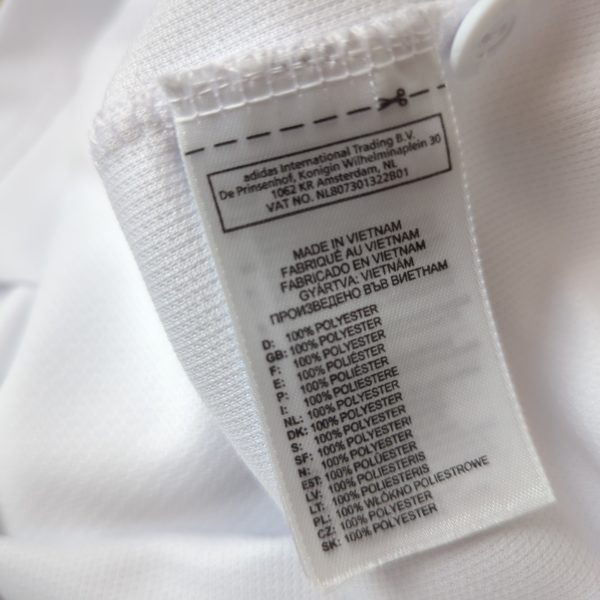 adidas International Trading B.V.
De Prinsenhof, Konigin Wilhelminaplein 30
1062 KR Amsterdam, NL
VAT NO. NL807301322B01
MADE IN VIETNAM
FABRIQUÉ AU VIETNAM
FABRICADO EN VIETNAM
GYÁRTVA: VIETNÁM
ПРОИЗВЕДЕНО ВЪВ ВИЕТНАМ
D: 100% POLYESTER
GB: 100% POLYESTER
F: 100% POLYESTER
E: 100% POLIÉSTER
P: 100% POLIÉSTER
I: 100% POLIESTERE
NL: 100% POLYESTER
DK: 100% POLYESTER
S: 100% POLYESTER
SF: 100% POLYESTERI
N: 100% POLYESTER
EST: 100% POLÜESTER
LV: 100% POLIESTERIS
LT: 100% POLIESTERIS
PL: 100% WŁÓKNO POLIESTROWE
CZ: 100% POLYESTER
SK: 100% POLYESTER